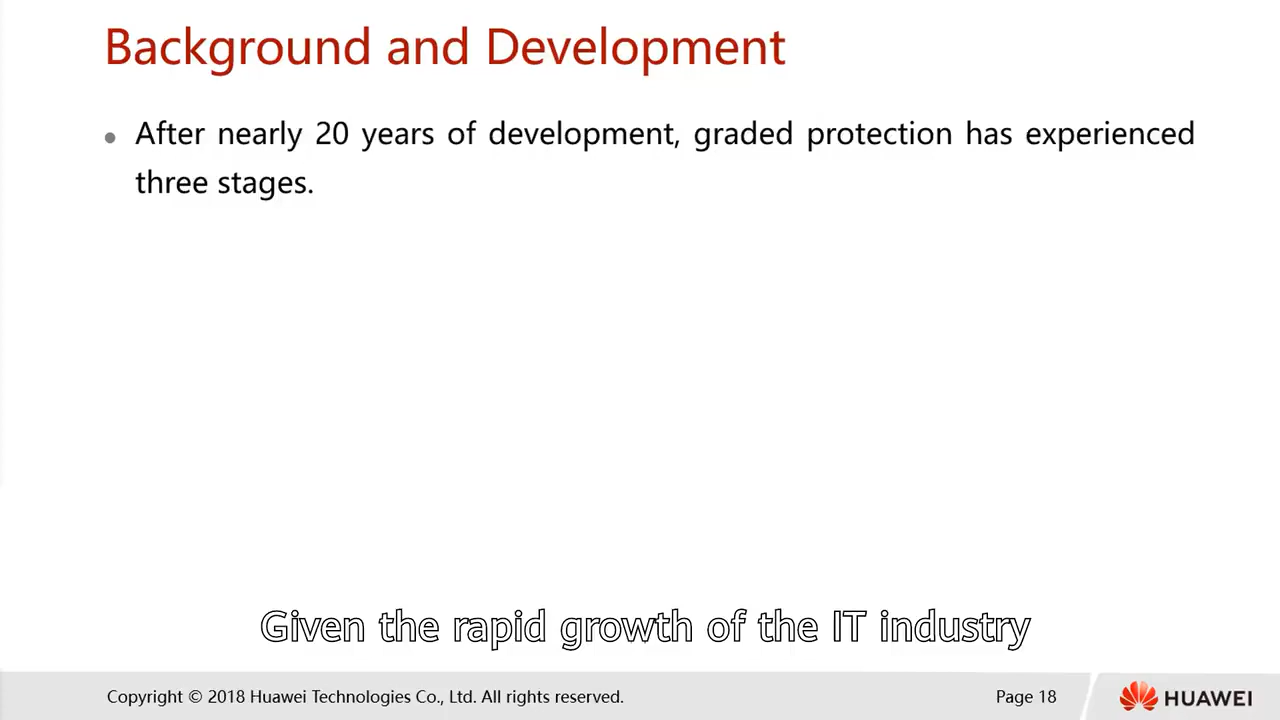 Background and Development
• After nearly 20 years of development, graded protection has experienced
three stages.
Given the rapid growth of the IT industry
Copyright © 2018 Huawei Technologies Co., Ltd. All rights reserved.
Page 18
HUAWEI